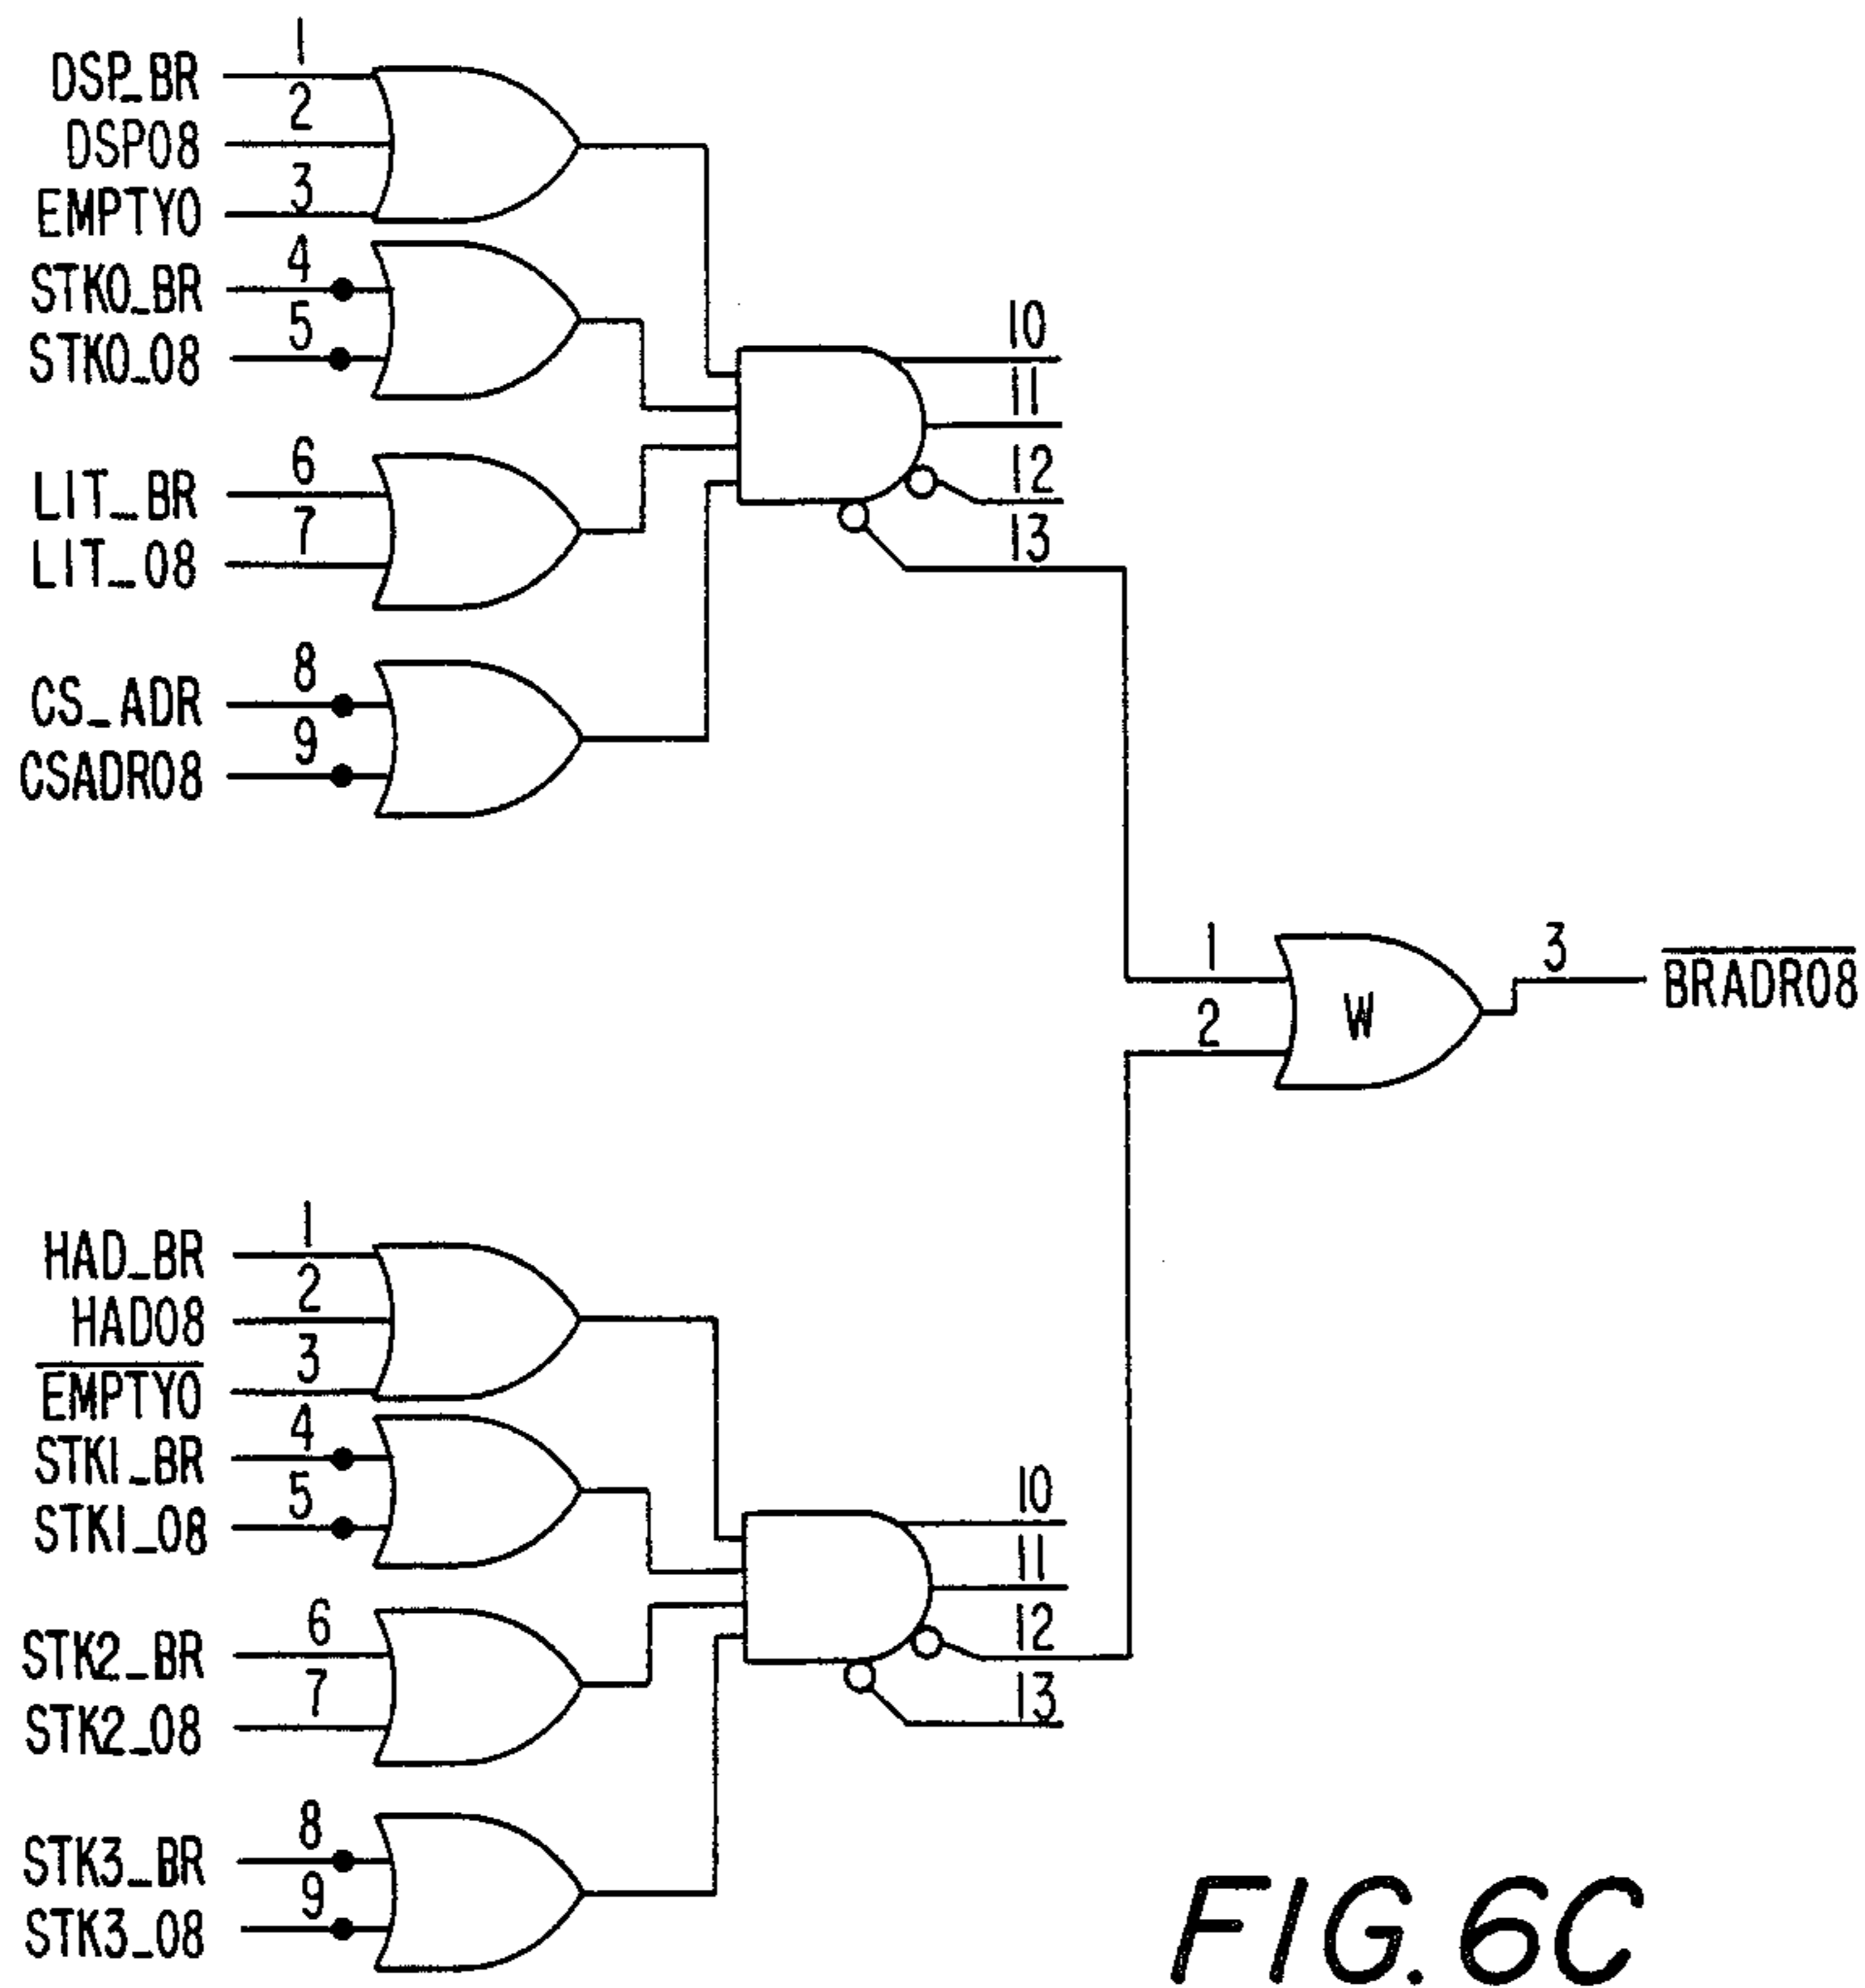 1
DSP_BR
2
DSP08
3
EMPTY0
4
STK0_BR
5
STK0_08
6
LIT_BR
7
LIT_08
8
CS_ADR
9
CSADR08
10
11
12
13
1
2
W
3
BRADR08
1
HAD_BR
2
HAD08
3
EMPTY0
4
STK1_BR
5
STK1_08
6
STK2_BR
7
STK2_08
8
STK3_BR
9
STK3_08
10
11
12
13
FIG. 6C